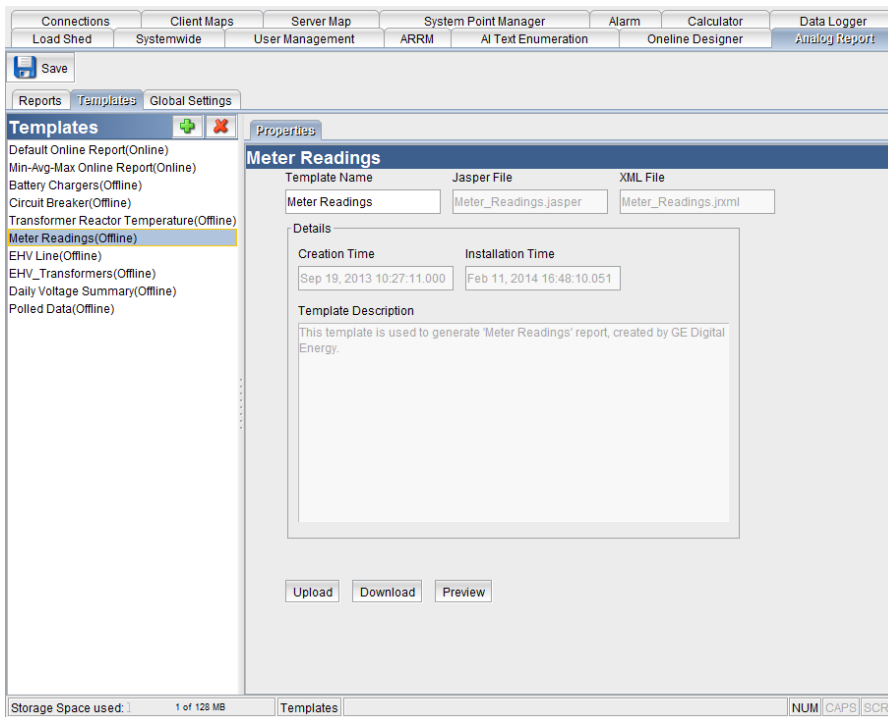 Connections Client Maps Server Map System Point Manager Alarm Calculator Data Logger
Load Shed Systemwide User Management ARRM AI Text Enumeration Oneline Designer Analog Report
Save
Reports Templates Global Settings
Templates
Properties
Default Online Report(Online)
Min-Avg-Max Online Report(Online)
Battery Chargers(Offline)
Circuit Breaker(Offline)
Transformer Reactor Temperature(Offline)
Meter Readings(Offline)
EHV Line(Offline)
EHV_Transformers(Offline)
Daily Voltage Summary(Offline)
Polled Data(Offline)
Meter Readings
Template Name Jasper File XML File
Meter Readings Meter_Readings.jasper Meter_Readings.jrxml
Details
Creation Time Installation Time
Sep 19, 2013 10:27:11.000 Feb 11, 2014 16:48:10.051
Template Description
This template is used to generate 'Meter Readings' report, created by GE Digital
Energy.
Upload Download Preview
Storage Space used: 1 of 128 MB Templates NUM CAPS SCR